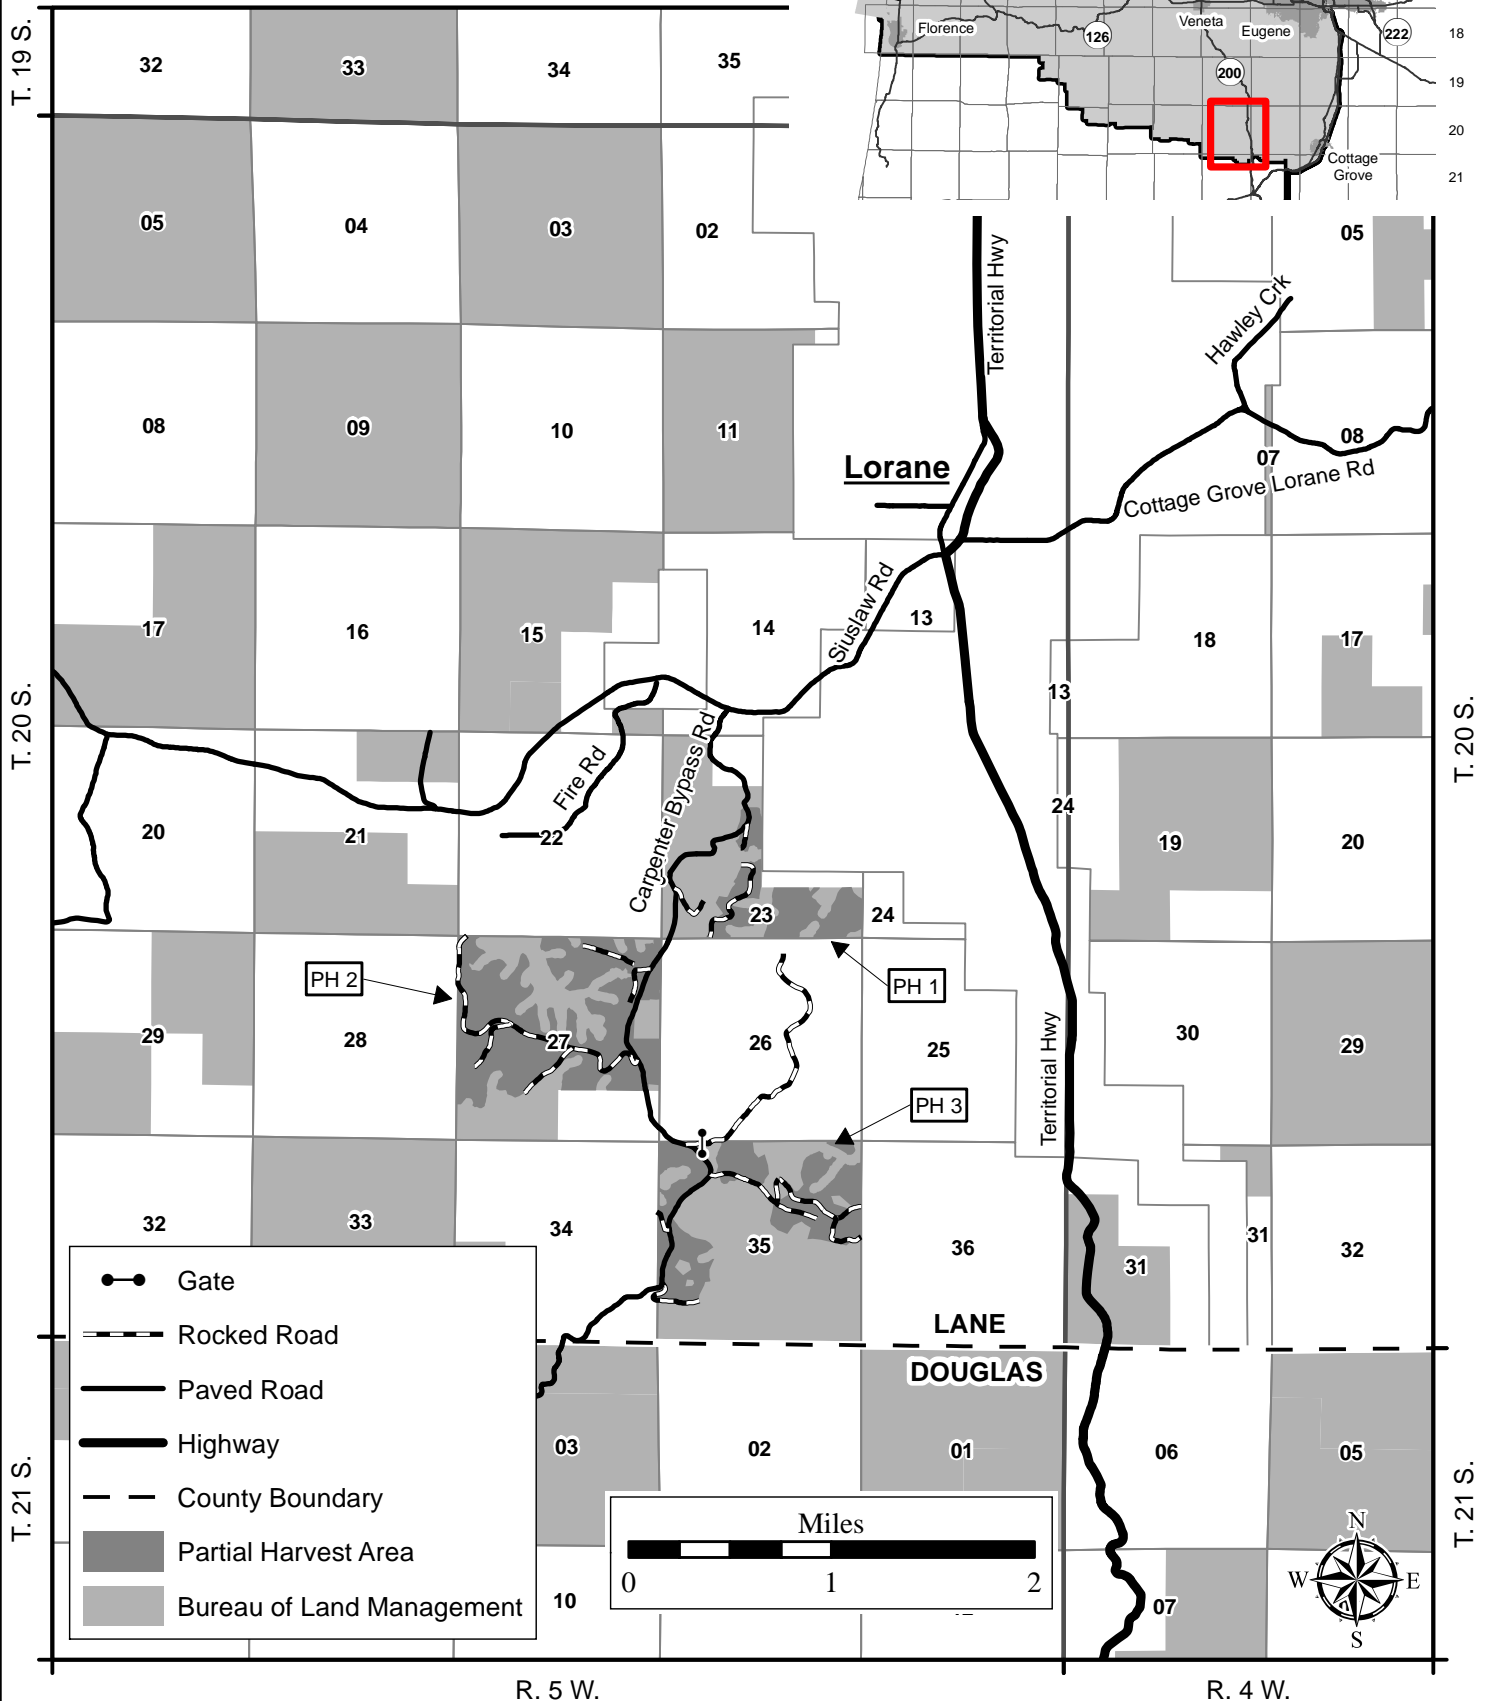 T. 19 S.
32
33
34
35
Florence
126
Veneta
Eugene
222
200
18
19
20
21
Cottage
Grove
05
04
03
02
Territorial Hwy
05
Hawley Crk
08
09
10
11
Lorane
07
08
Cottage Grove Lorane Rd
17
16
15
14
Siuslaw Rd
13
18
17
13
T. 20 S.
T. 20 S.
20
21
22
Fire Rd
Carpenter Bypass Rd
23
24
24
19
20
PH 2
PH 1
29
28
27
26
25
Territorial Hwy
30
29
PH 3
32
33
34
35
36
31
31
32
LANE
DOUGLAS
Gate
Rocked Road
Paved Road
Highway
County Boundary
Partial Harvest Area
Bureau of Land Management
03
02
01
06
05
T. 21 S.
T. 21 S.
Miles
0
1
2
10
07
N
W
E
S
R. 5 W.
R. 4 W.